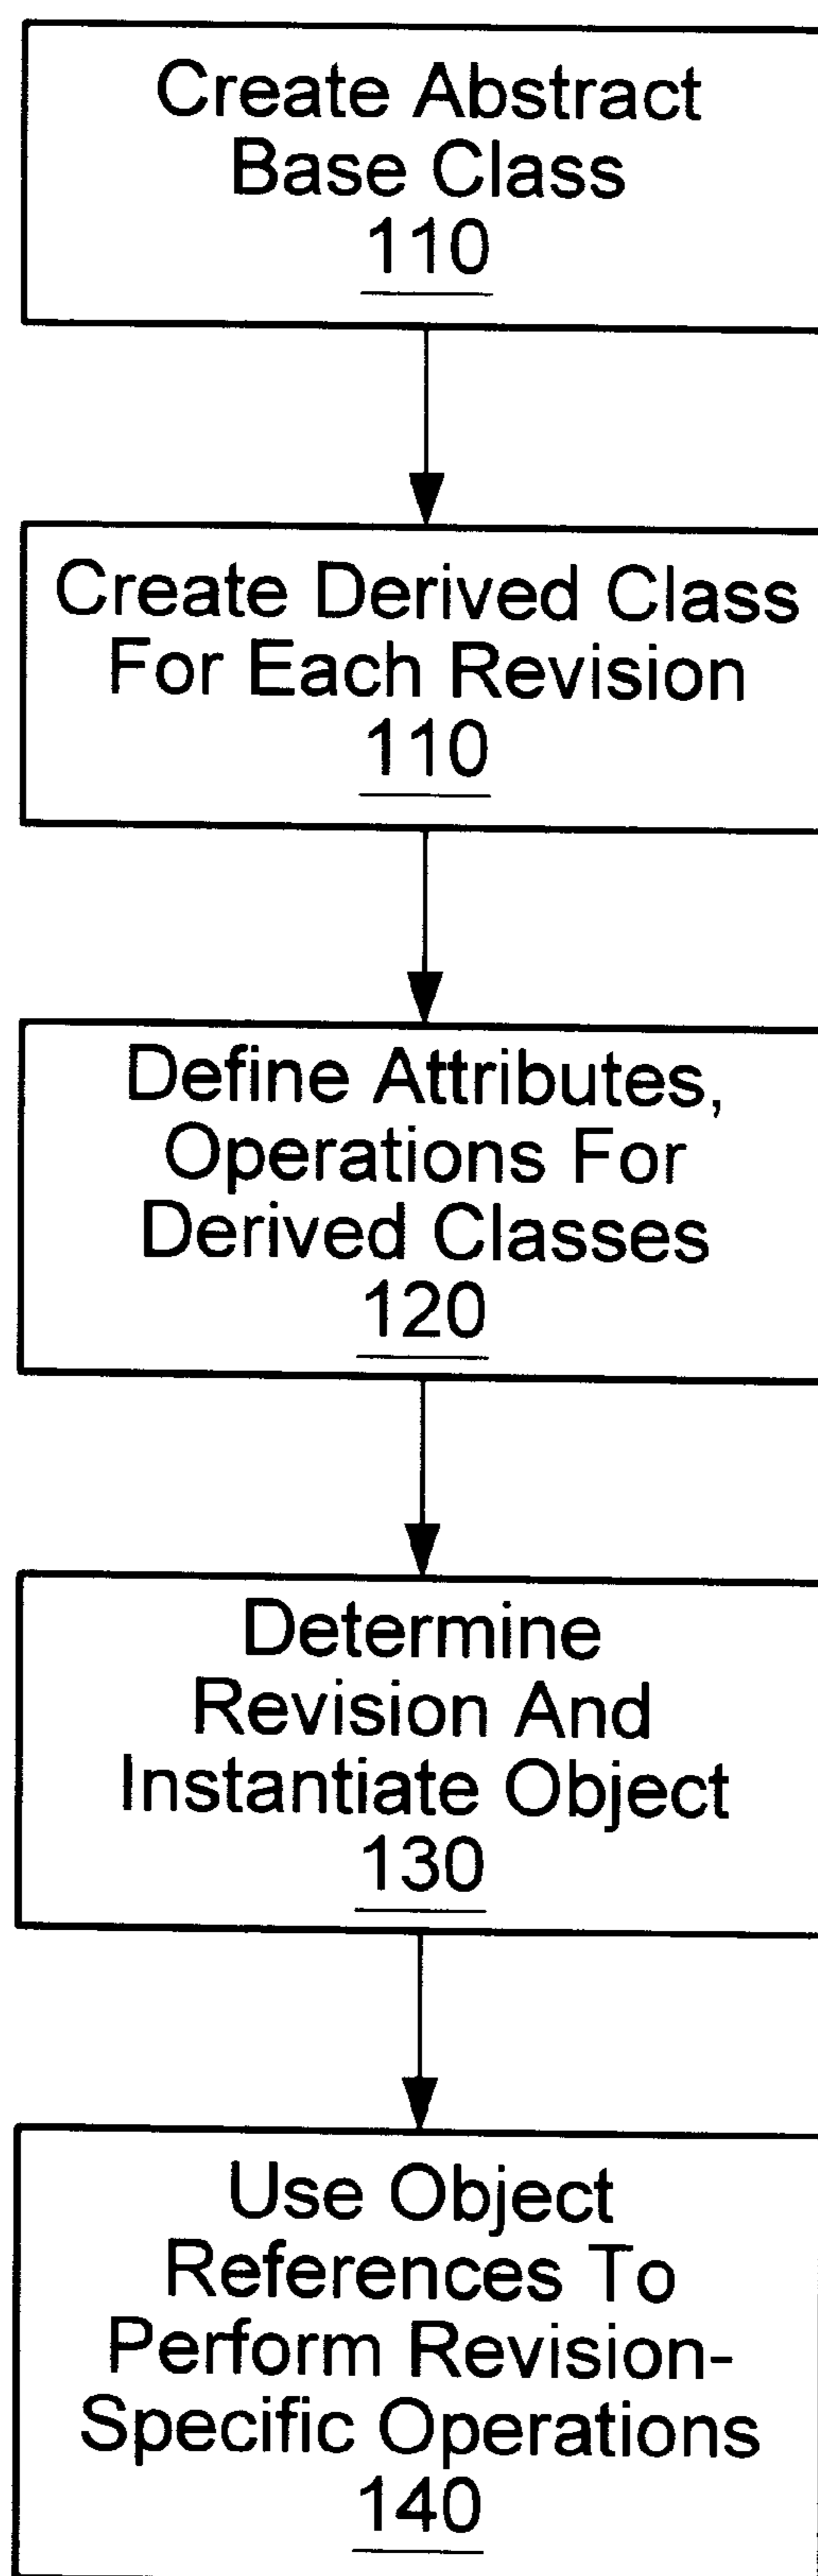 Create Abstract
Base Class
110
Create Derived Class
For Each Revision
110
Define Attributes,
Operations For
Derived Classes
120
Determine
Revision And
Instantiate Object
130
Use Object
References To
Perform Revision-
Specific Operations
140